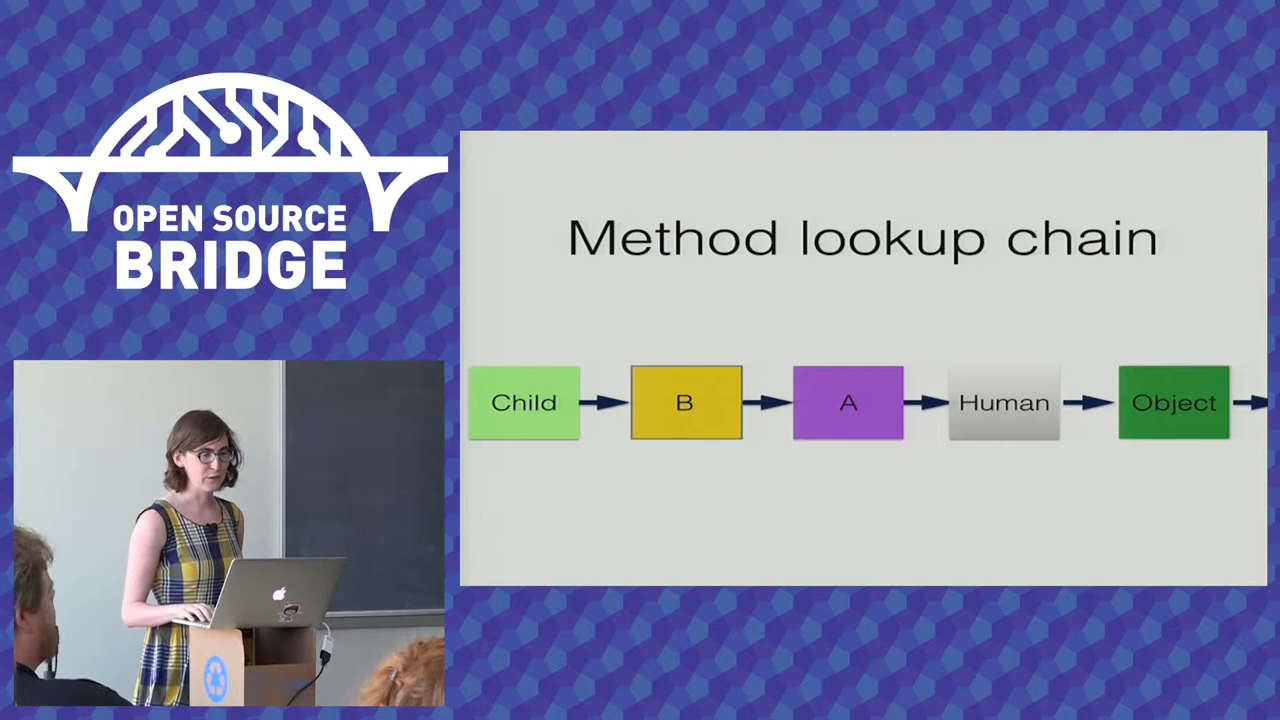 OPEN SOURCE
BRIDGE
Method lookup chain
Child
B
A
Human
Object